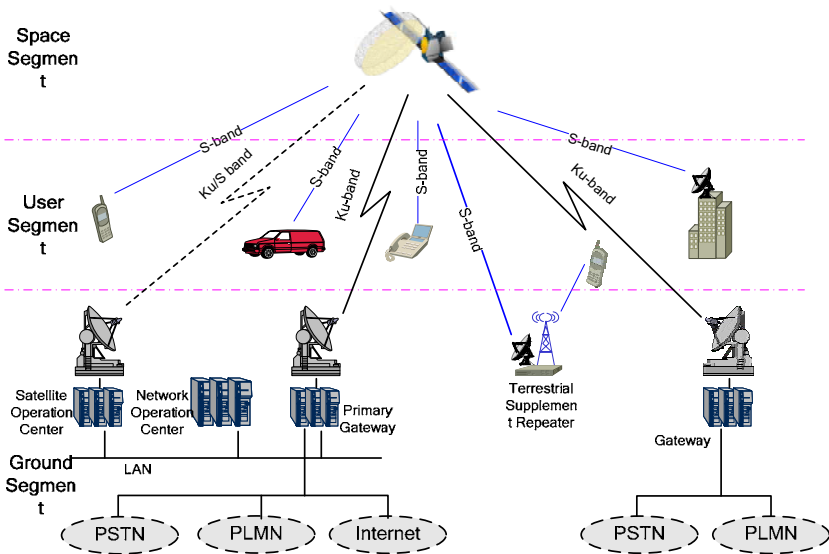 Space
Segmen
t
S-band
Ku/S band
S-band
Ku-band
S-band
S-band
Ku-band
S-band
User
Segmen
t
Satellite
Operation
Center
Network
Operation
Center
Primary
Gateway
Terrestrial
Supplemen
t Repeater
Gateway
Ground
Segmen
t
LAN
PSTN
PLMN
Internet
PSTN
PLMN